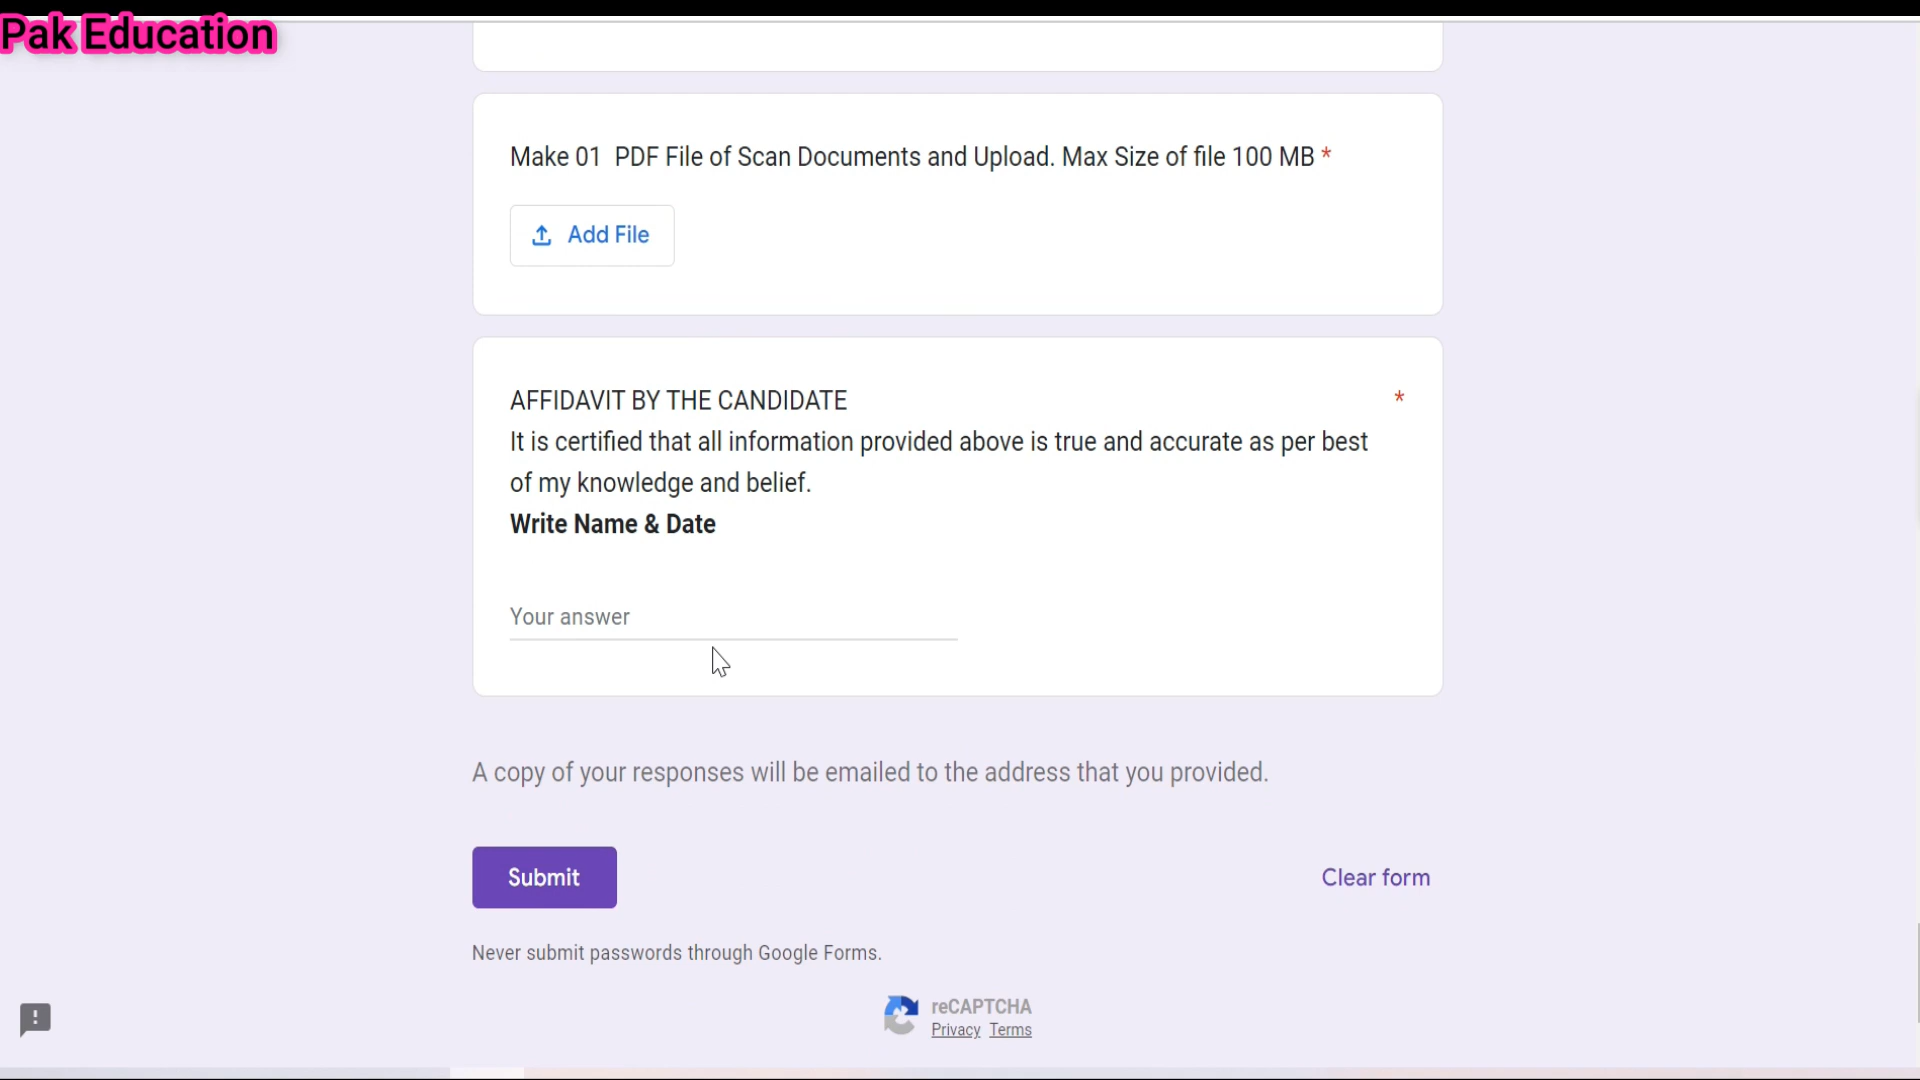 Pak Education
Make 01 PDF File of Scan Documents and Upload. Max Size of file 100 MB *
Add File
AFFIDAVIT BY THE CANDIDATE *
It is certified that all information provided above is true and accurate as per best
of my knowledge and belief.
Write Name & Date
Your answer
A copy of your responses will be emailed to the address that you provided.
Submit
Clear form
Never submit passwords through Google Forms.
reCAPTCHA
Privacy Terms